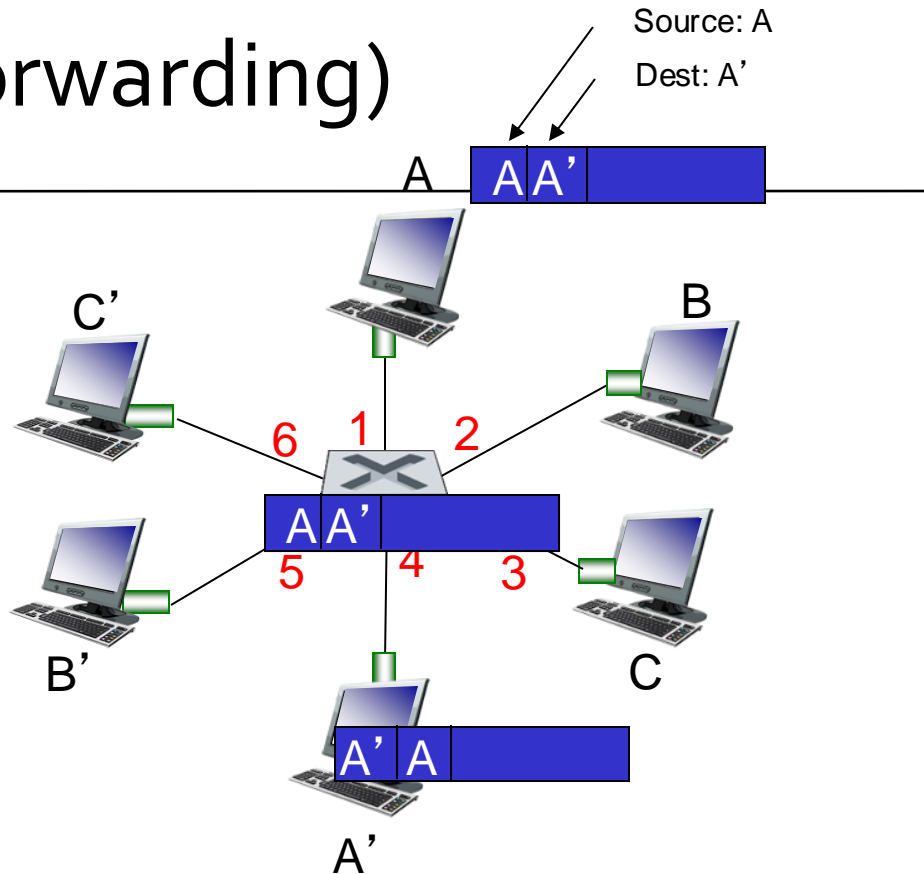 Source: A
orwarding)
Dest: A’
A
A A’
C’
B
1
2
6
A A’
5
4
3
B’
C
A’ A
A’